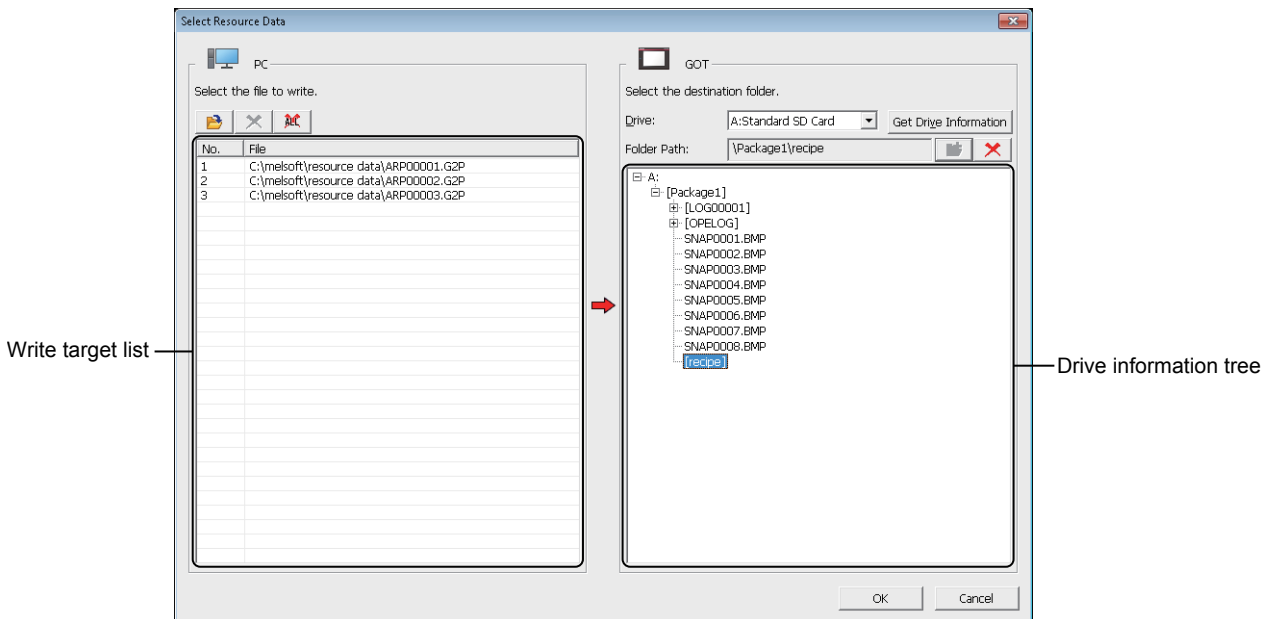 Select Resource Data
PC
Select the file to write.
ALL
No. File
1 C:\melsoft\resource data\ARP00001.G2P
2 C:\melsoft\resource data\ARP00002.G2P
3 C:\melsoft\resource data\ARP00003.G2P
Write target list
GOT
Select the destination folder.
Drive: A:Standard SD Card Get Drive Information
Folder Path: \Package1\recipe
A:
[Package1]
[LOG00001]
[OPELOG]
SNAP0001.BMP
SNAP0002.BMP
SNAP0003.BMP
SNAP0004.BMP
SNAP0005.BMP
SNAP0006.BMP
SNAP0007.BMP
SNAP0008.BMP
[recipe]
Drive information tree
OK Cancel